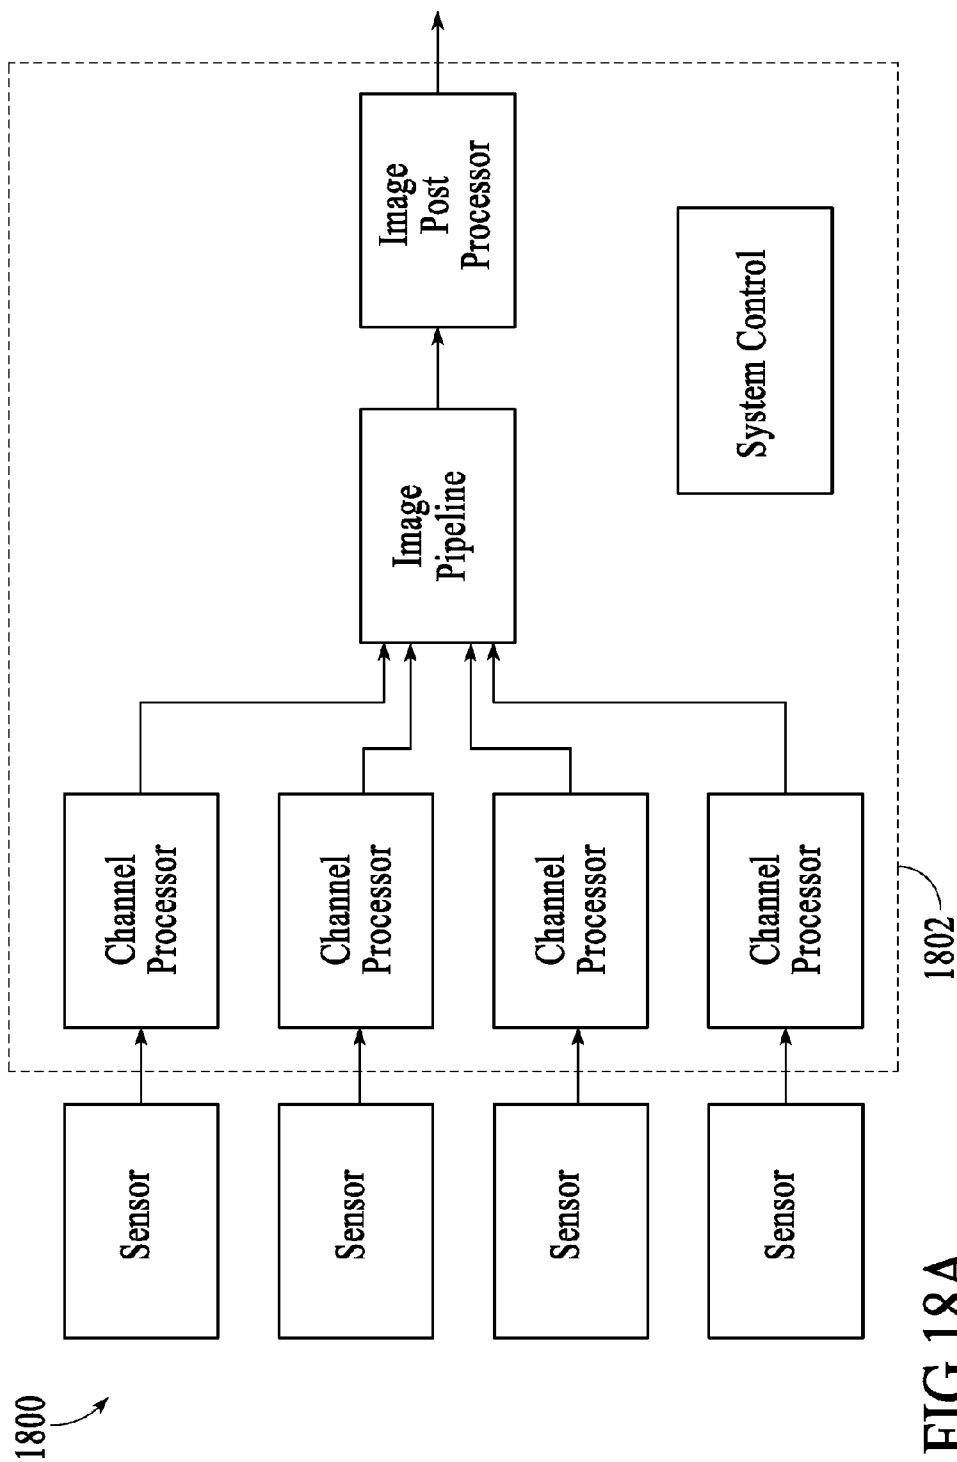 1800
Sensor
Sensor
Sensor
Sensor
Channel
Processor
Channel
Processor
Channel
Processor
Channel
Processor
Image
Pipeline
Image
Post
Processor
System Control
1802
FIG 18A